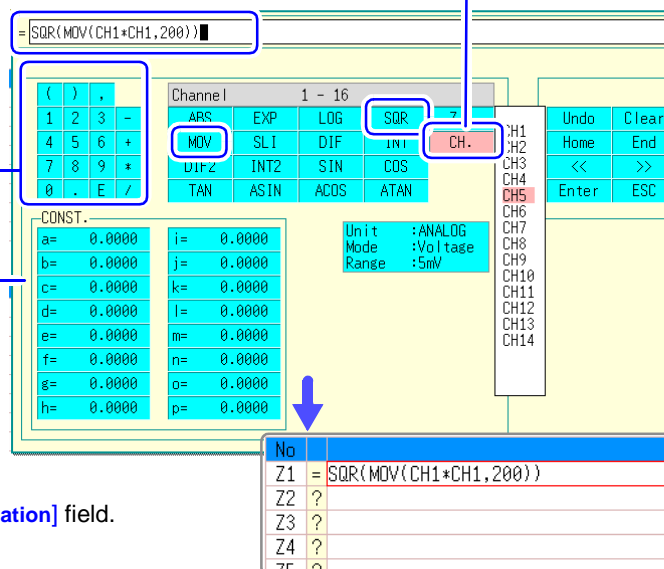 = SQR(MOV(CH1*CH1,200))
( ) ,
1 2 3 -
4 5 6 +
7 8 9 *
0 . E /
Channel 1 - 16
ABS EXP LOG SQR
MOV SLI DIF INT CH.
DIF2 INT2 SIN COS
TAN ASIN ACOS ATAN
CH1
CH2
CH3
CH4
CH5
CH6
CH7
CH8
CH9
CH10
CH11
CH12
CH13
CH14
Undo Clear
Home End
<< >>
Enter ESC
CONST.
a= 0.0000 i= 0.0000
b= 0.0000 j= 0.0000
c= 0.0000 k= 0.0000
d= 0.0000 l= 0.0000
e= 0.0000 m= 0.0000
f= 0.0000 n= 0.0000
g= 0.0000 o= 0.0000
h= 0.0000 p= 0.0000
Unit :ANALOG
Mode :Voltage
Range :5mV
No
Z1 = SQR(MOV(CH1*CH1,200))
Z2 ?
Z3 ?
Z4 ?
Z5 ?
ation] field.